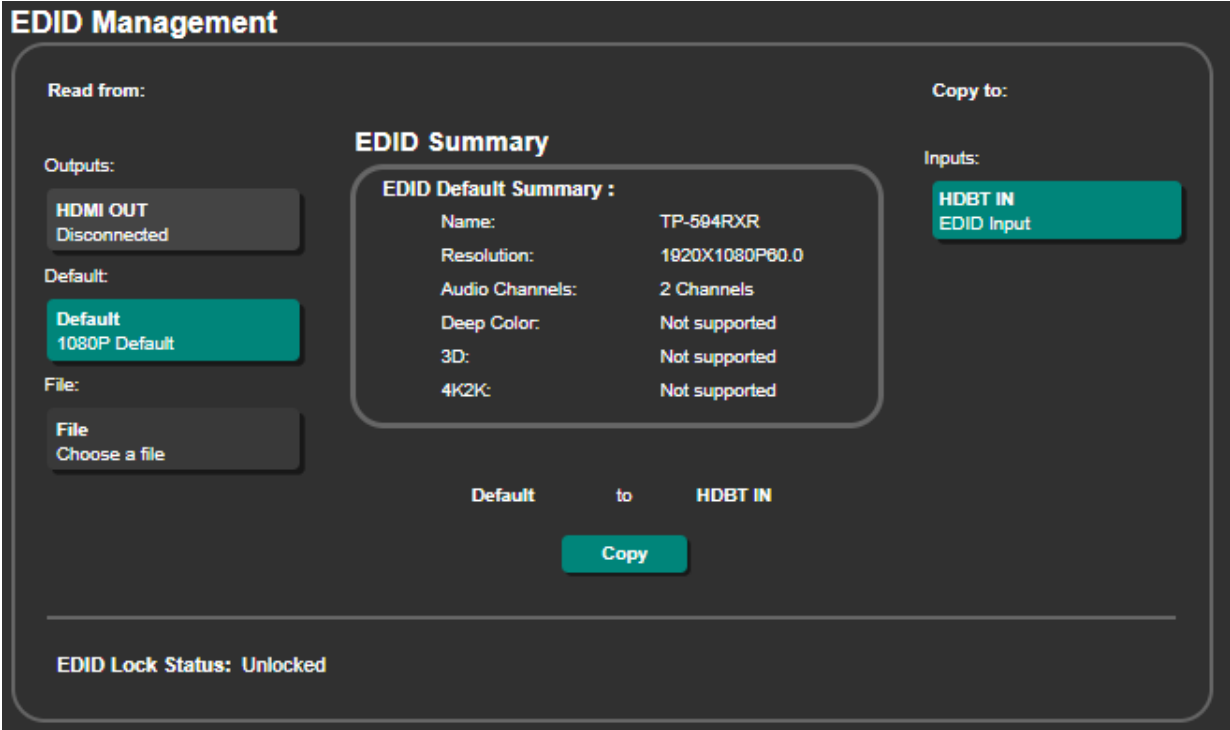 EDID Management
Read from:
Copy to:
EDID Summary
Outputs:
Inputs:
HDMI OUT
Disconnected
Default:
Default
1080P Default
File:
File
Choose a file
EDID Default Summary :
Name: TP-594RXR
Resolution: 1920X1080P60.0
Audio Channels: 2 Channels
Deep Color: Not supported
3D: Not supported
4K2K: Not supported
HDBT IN
EDID Input
Default to HDBT IN
Copy
EDID Lock Status: Unlocked